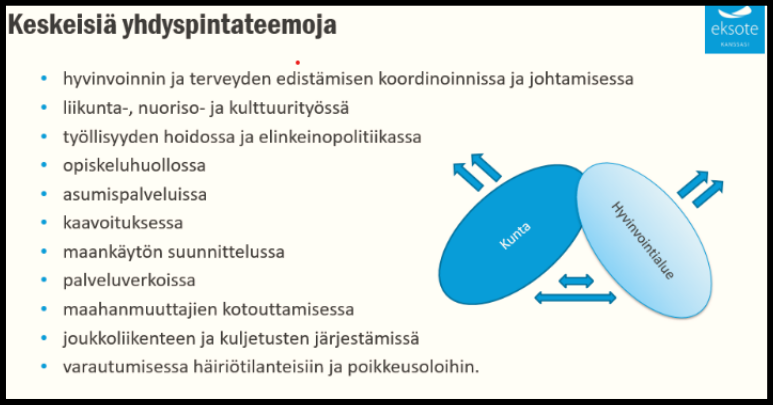 Keskeisiä yhdyspintateemoja
eksote
RANSSASI
hyvinvoinnin ja terveyden edistämisen koordinoinnissa ja johtamisessa
liikunta-, nuoriso- ja kulttuurityössä
työllisyyden hoidossa ja elinkeinopolitiikassa
opiskeluhuollossa
asumispalveluissa
kaavoituksessa
maankäytön suunnittelussa
palveluverkoissa
maahanmuuttajien kotouttamisessa
joukkoliikenteen ja kuljetusten järjestämissä
varautumisessa häiriötilanteisiin ja poikkeusoloihin.
Kunta
Hyvinvointialue